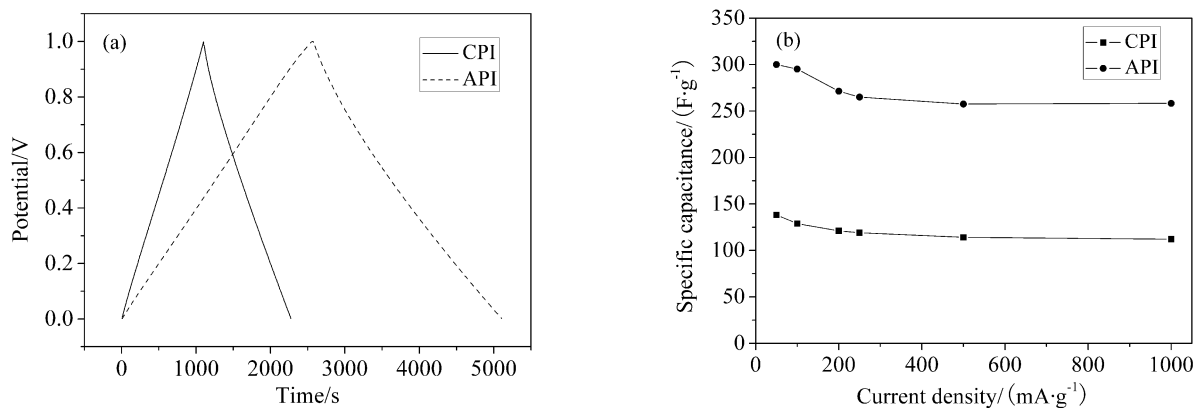 (a)
CPI
API
1.0
0.8
0.6
0.4
0.2
0.0
Potential/V
0 1000 2000 3000 4000 5000
Time/s
(b)
CPI
API
350
300
250
200
150
100
50
0
Specific capacitance/(F·g⁻¹)
0 200 400 600 800 1000
Current density/(mA·g⁻¹)